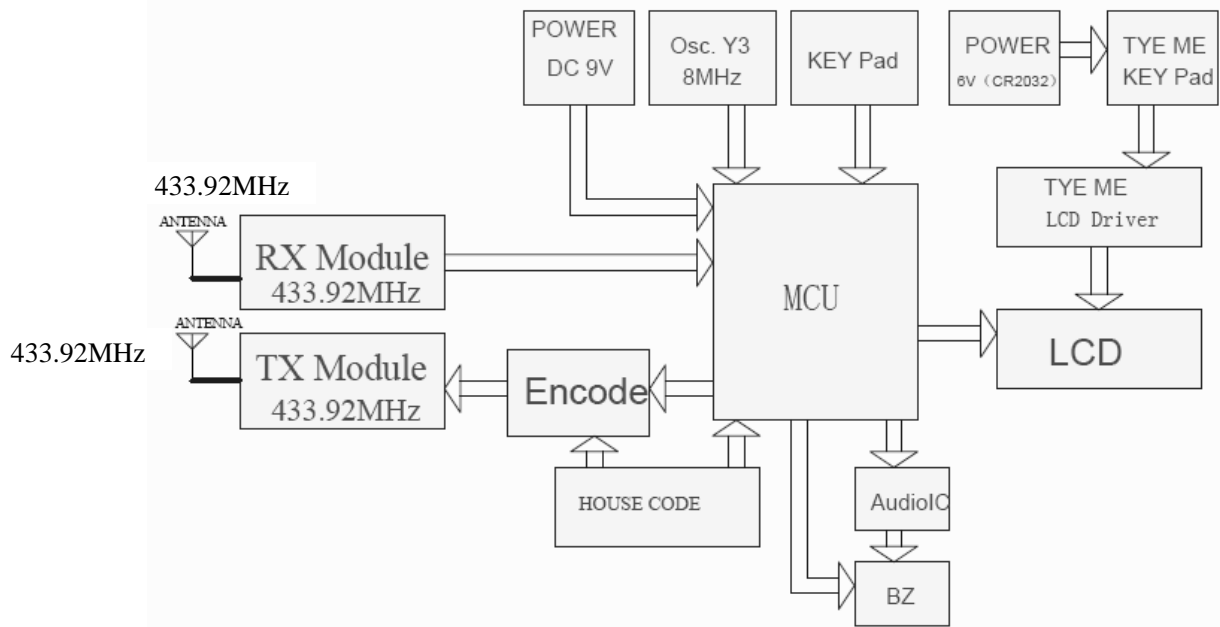 POWER
DC 9V
Osc. Y3
8MHz
KEY Pad
POWER
6V（CR2032）
TYE ME
KEY Pad
433.92MHz
ANTENNA
RX Module
433.92MHz
MCU
TYE ME
LCD Driver
433.92MHz
ANTENNA
TX Module
433.92MHz
Encode
LCD
HOUSE CODE
AudioIC
BZ